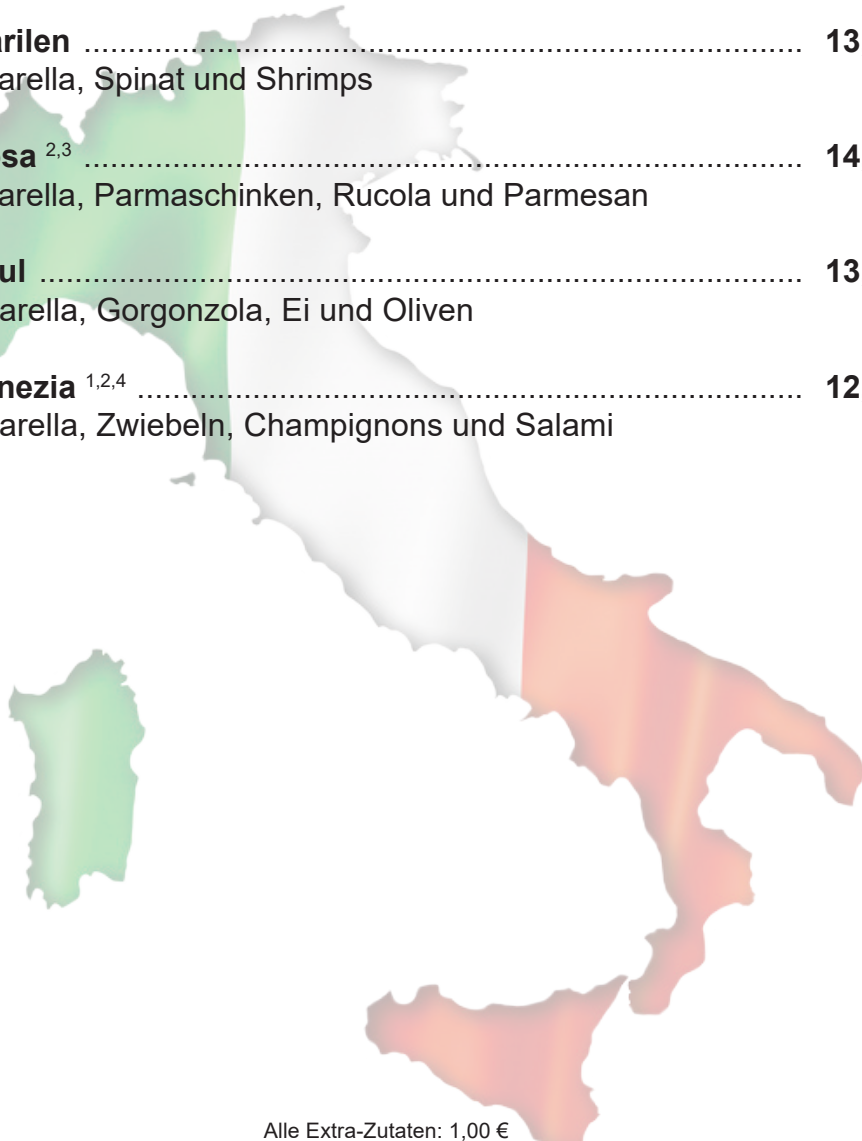 arilen ................................................................ 13
arella, Spinat und Shrimps
sa 2,3 ................................................................ 14
arella, Parmaschinken, Rucola und Parmesan
ul ................................................................ 13
arella, Gorgonzola, Ei und Oliven
nezia 1,2,4 ................................................................ 12
arella, Zwiebeln, Champignons und Salami
Alle Extra-Zutaten: 1,00 €